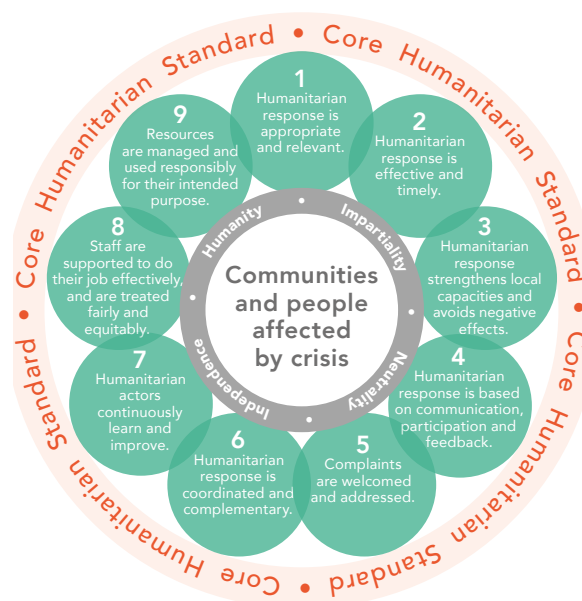 Core Humanitarian Standard • Core Humanitarian Standard • Core Humanitarian Standard • Core Humanitarian Standard •
1
Humanitarian
response is
appropriate
and relevant.
2
Humanitarian
response is
effective and
timely.
3
Humanitarian
response
strengthens local
capacities and
avoids negative
effects.
4
Humanitarian
response is based
on communication,
participation and
feedback.
5
Complaints
are welcomed
and addressed.
6
Humanitarian
response is
coordinated and
complementary.
7
Humanitarian
actors
continuously
learn and
improve.
8
Staff are
supported to do
their job effectively,
and are treated
fairly and
equitably.
9
Resources
are managed and
used responsibly
for their intended
purpose.
Humanity • Impartiality • Neutrality • Independence •
Communities
and people
affected
by crisis